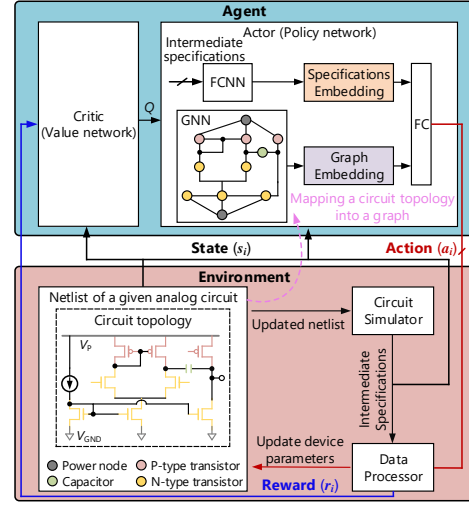 Agent
Actor (Policy network)
Intermediate
specifications
FCNN
Specifications
Embedding
Critic
(Value network)
Q
GNN
FC
Graph
Embedding
Mapping a circuit topology
into a graph
State (sᵢ)
Action (aᵢ)
Environment
Netlist of a given analog circuit
Circuit topology
V_P
V_GND
Updated netlist
Circuit
Simulator
Intermediate
Specifications
Update device
parameters
Data
Processor
Power node
P-type transistor
Capacitor
N-type transistor
Reward (rᵢ)